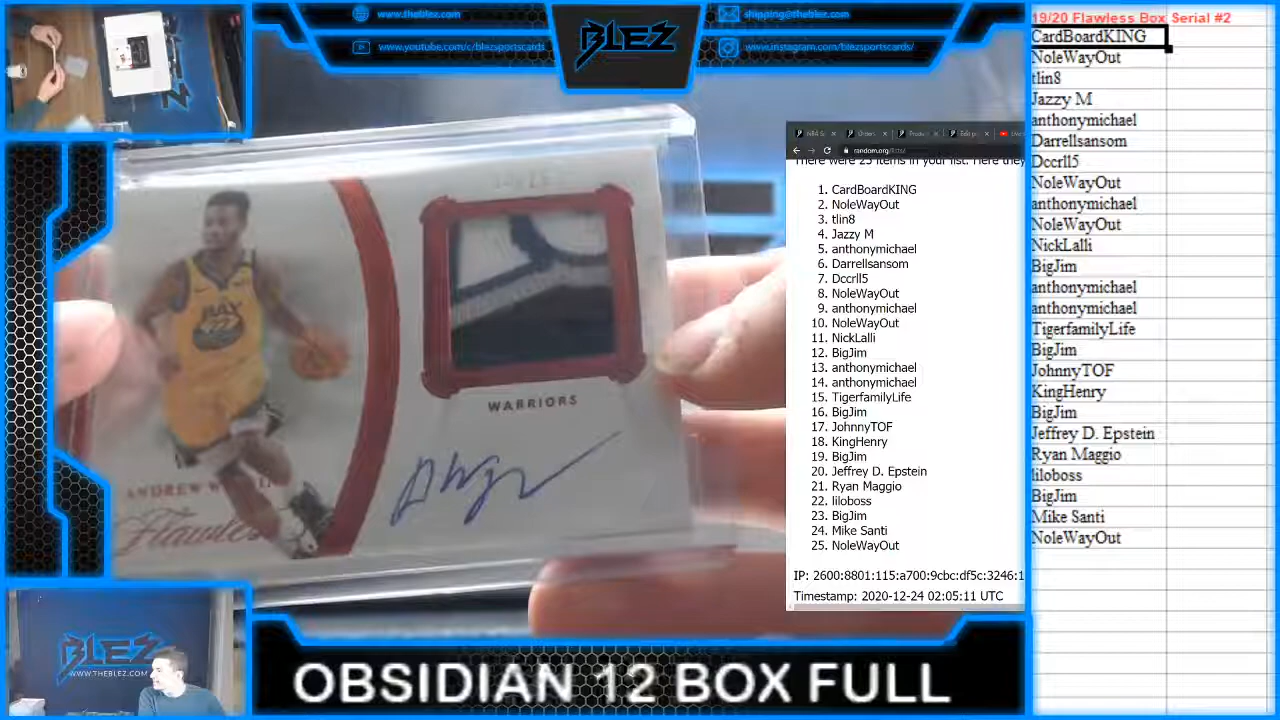 www.theblez.com
www.youtube.com/c/blezsportscards
BLEZ
shipping@theblez.com
www.instagram.com/blezsportscards/
19/20 Flawless Box Serial #2
CardBoardKING
NoleWayOut
tlin8
Jazzy M
anthonymichael
Darrellsansom
Dccrll5
NoleWayOut
anthonymichael
NoleWayOut
NickLalli
BigJim
anthonymichael
anthonymichael
TigerfamilyLife
BigJim
JohnnyTOF
KingHenry
BigJim
Jeffrey D. Epstein
Ryan Maggio
liloboss
BigJim
Mike Santi
NoleWayOut
random.org/lists/
There were 25 items in your list. Here they
1. CardBoardKING
2. NoleWayOut
3. tlin8
4. Jazzy M
5. anthonymichael
6. Darrellsansom
7. Dccrll5
8. NoleWayOut
9. anthonymichael
10. NoleWayOut
11. NickLalli
12. BigJim
13. anthonymichael
14. anthonymichael
15. TigerfamilyLife
16. BigJim
17. JohnnyTOF
18. KingHenry
19. BigJim
20. Jeffrey D. Epstein
21. Ryan Maggio
22. liloboss
23. BigJim
24. Mike Santi
25. NoleWayOut
IP: 2600:8801:115:a700:9cbc:df5c:3246:1
Timestamp: 2020-12-24 02:05:11 UTC
BAY
22
WARRIORS
ANDREW
Flawless
BLEZ
WWW.THEBLEZ.COM
OBSIDIAN 12 BOX FULL